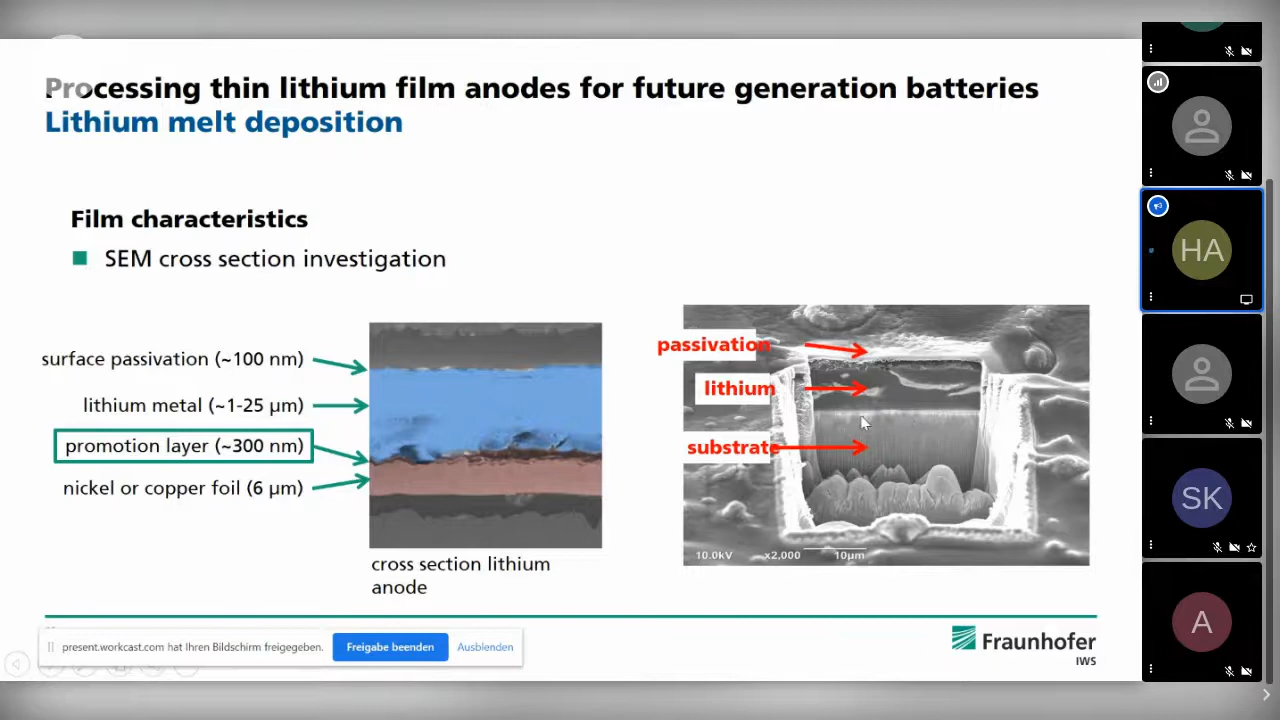 Processing thin lithium film anodes for future generation batteries
Lithium melt deposition
Film characteristics
SEM cross section investigation
surface passivation (~100 nm)
lithium metal (~1-25 µm)
promotion layer (~300 nm)
nickel or copper foil (6 µm)
cross section lithium
anode
passivation
lithium
substrate
10.0kV x2,000 10µm
present.workcast.com hat Ihren Bildschirm freigegeben.
Freigabe beenden
Ausblenden
Fraunhofer
IWS
HA
SK
A